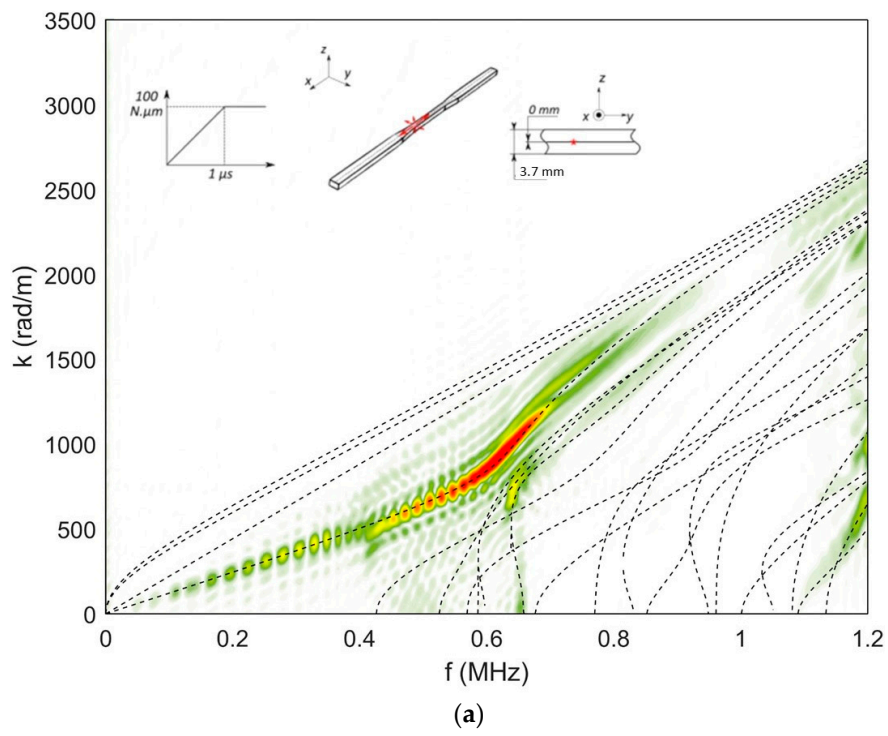 3500
3000
2500
2000
1500
1000
500
0
k (rad/m)
100
N.µm
1 µs
z
x
y
z
0 mm
x
y
3.7 mm
0
0.2
0.4
0.6
0.8
1
1.2
f (MHz)
(a)